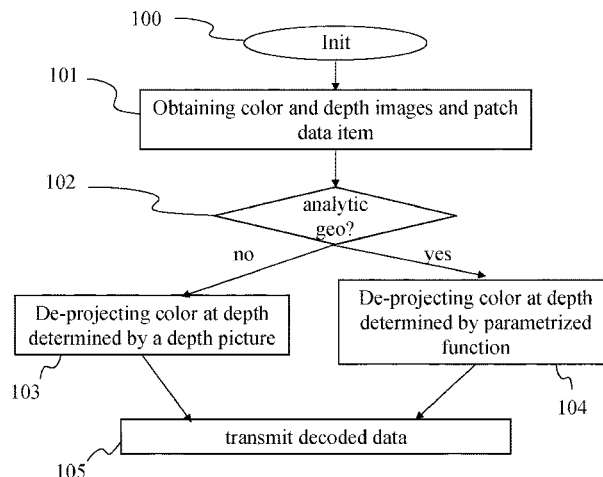 100
Init
101
Obtaining color and depth images and patch
data item
102
analytic
geo?
no
yes
De-projecting color at depth
determined by a depth picture
De-projecting color at depth
determined by parametrized
function
103
104
transmit decoded data
105